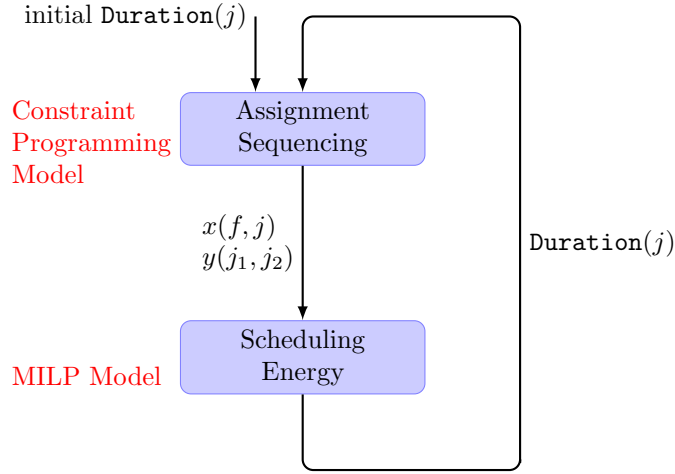 initial Duration(j)
Constraint
Programming
Model
Assignment
Sequencing
x(f, j)
y(j₁, j₂)
Duration(j)
Scheduling
Energy
MILP Model